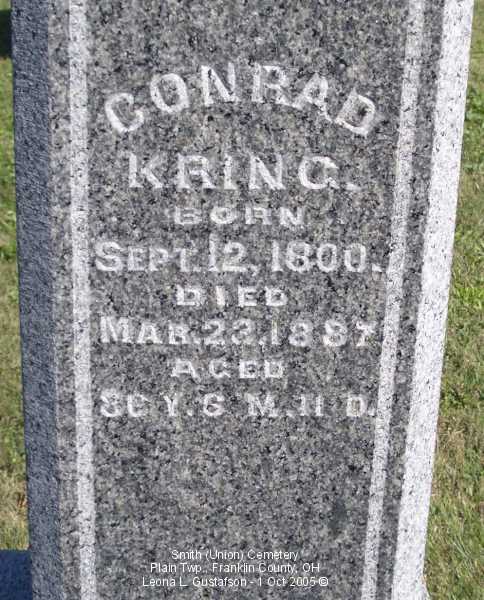 CONRAD
KRING.
BORN
SEPT. 12, 1800.
DIED
MAR. 23, 1887
AGED
86 Y. 6 M. 11 D.
Smith (Union) Cemetery
Plain Twp., Franklin County, OH
Leona L. Gustafson - 1 Oct 2005 ©